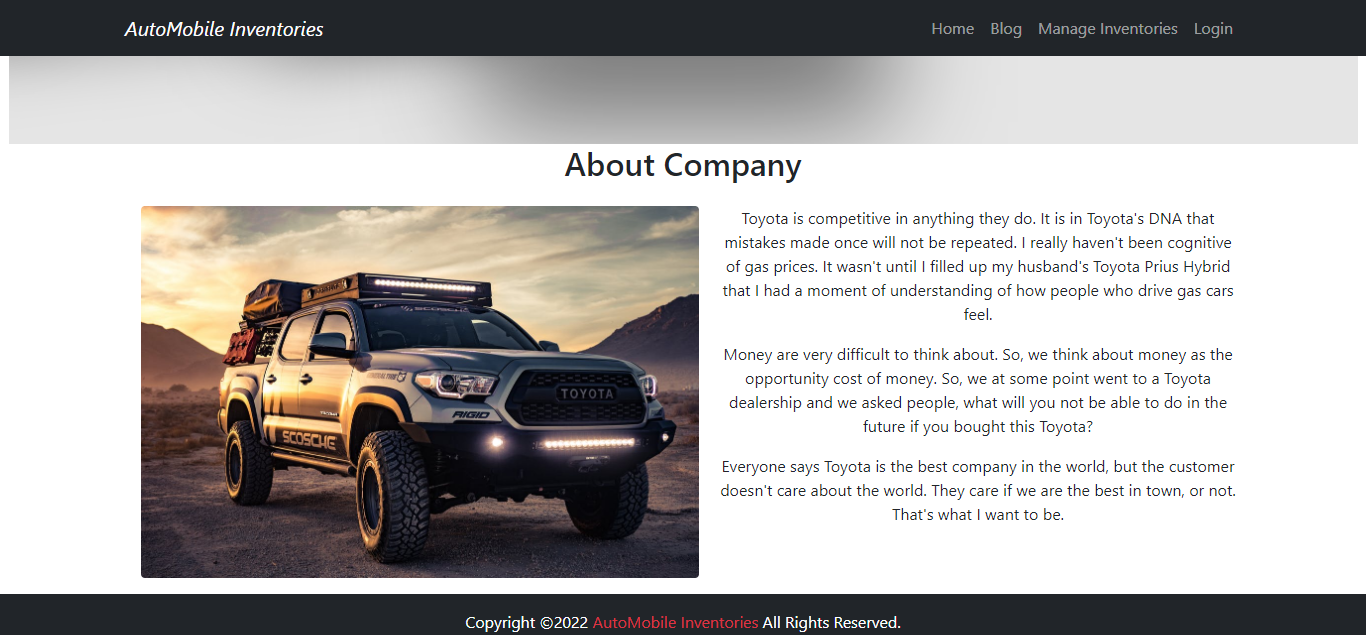 AutoMobile Inventories
Home Blog Manage Inventories Login
About Company
Toyota is competitive in anything they do. It is in Toyota's DNA that
mistakes made once will not be repeated. I really haven't been cognitive
of gas prices. It wasn't until I filled up my husband's Toyota Prius Hybrid
that I had a moment of understanding of how people who drive gas cars
feel.
Money are very difficult to think about. So, we think about money as the
opportunity cost of money. So, we at some point went to a Toyota
dealership and we asked people, what will you not be able to do in the
future if you bought this Toyota?
Everyone says Toyota is the best company in the world, but the customer
doesn't care about the world. They care if we are the best in town, or not.
That's what I want to be.
SCOSCHE
TOYOTA
RIGID
SCOSCHE
Copyright ©2022 AutoMobile Inventories All Rights Reserved.